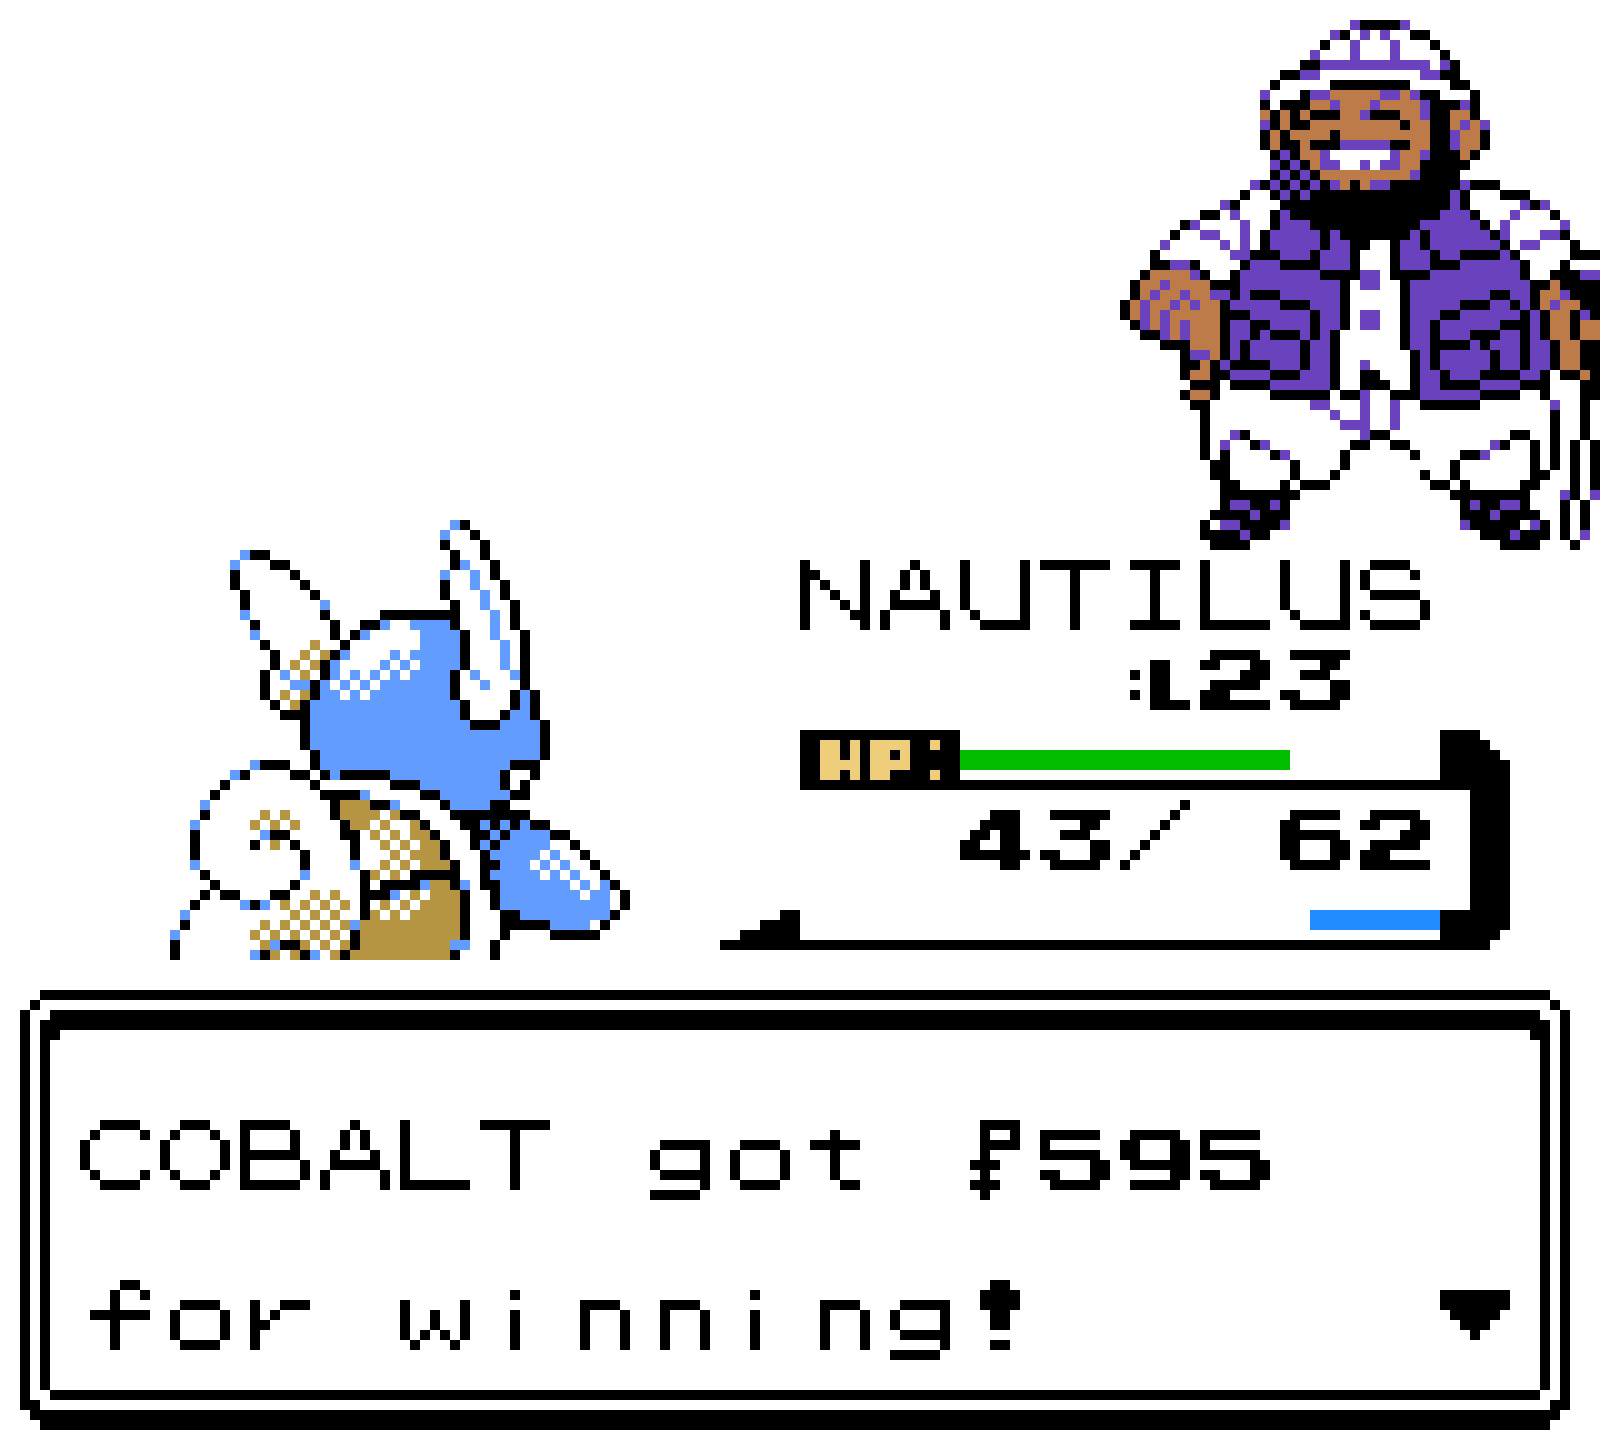 NAUTILUS
:L23
HP:
43/ 62
COBALT got ₽595
for winning!